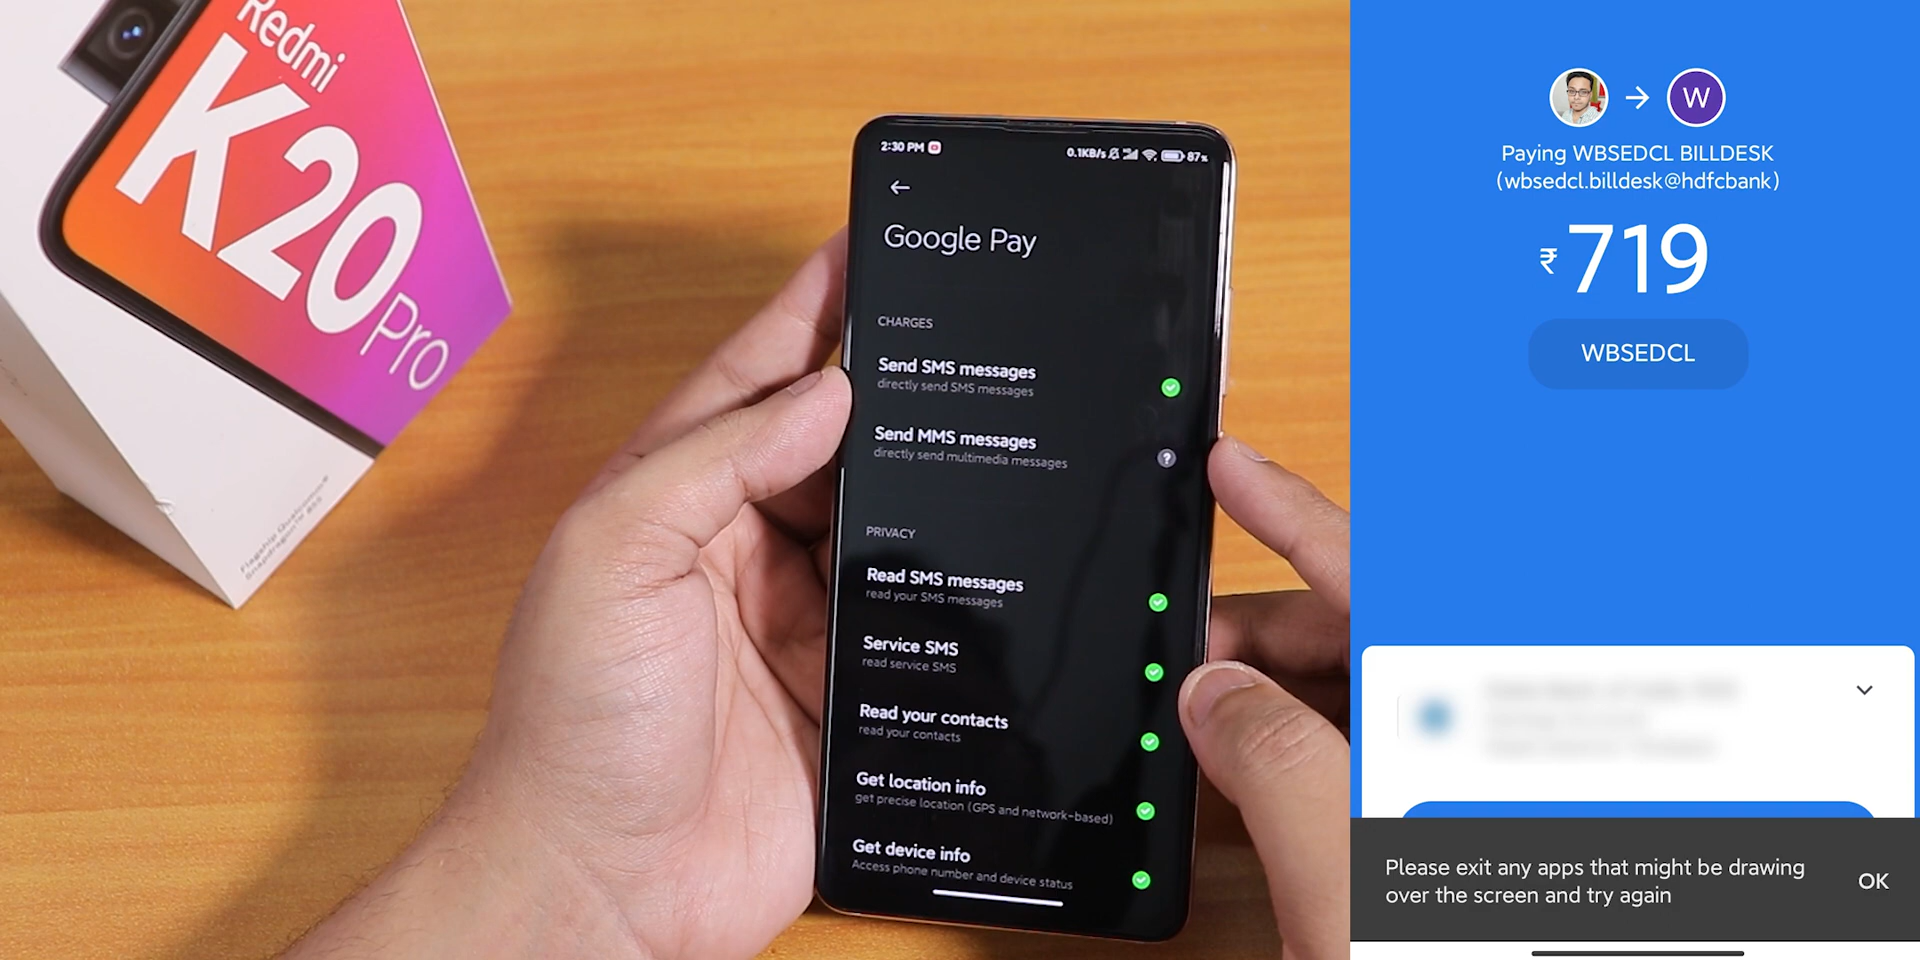 Redmi
K20 Pro
Flagship Qualcomm®
Snapdragon™ 855
2:30 PM
0.1KB/s
87%
Google Pay
CHARGES
Send SMS messages
directly send SMS messages
Send MMS messages
directly send multimedia messages
?
PRIVACY
Read SMS messages
read your SMS messages
Service SMS
read service SMS
Read your contacts
read your contacts
Get location info
get precise location (GPS and network-based)
Get device info
Access phone number and device status
W
Paying WBSEDCL BILLDESK
(wbsedcl.billdesk@hdfcbank)
₹719
WBSEDCL
Please exit any apps that might be drawing
over the screen and try again
OK